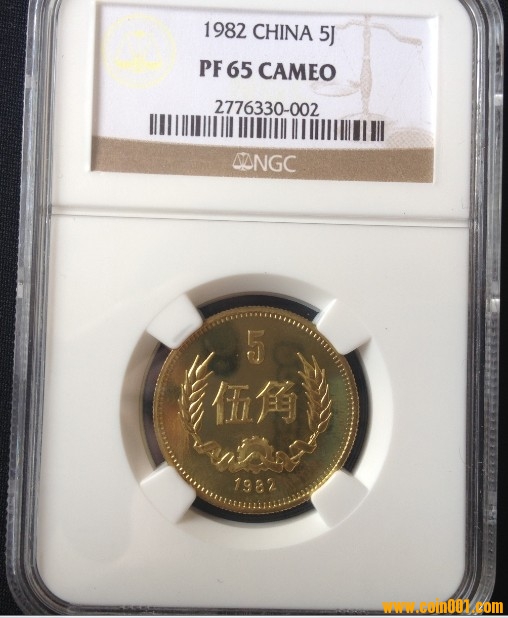 1982 CHINA 5J
PF 65 CAMEO
2776330-002
NGC
5
伍角
1982
www.coin001.com